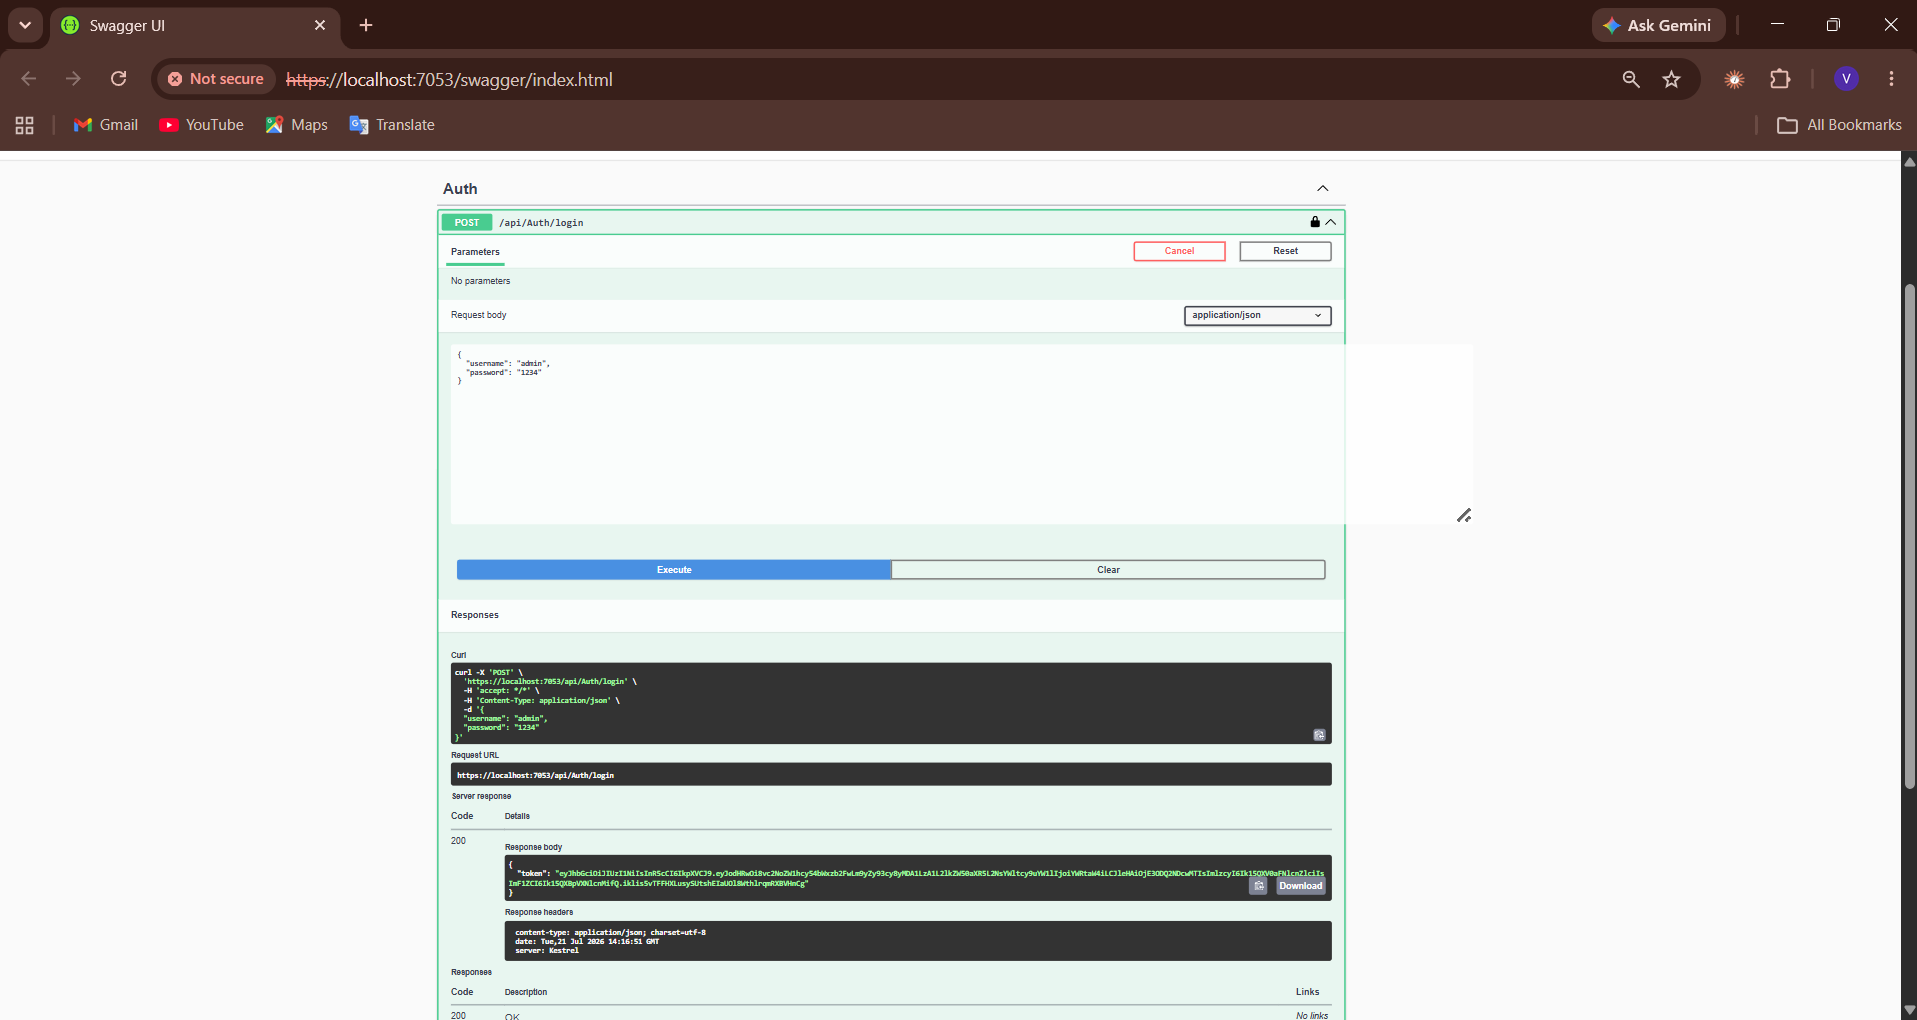 Swagger UI
Ask Gemini
Not secure
https://localhost:7053/swagger/index.html
V
Gmail
YouTube
Maps
Translate
All Bookmarks
Auth
POST /api/Auth/login
Parameters
Cancel
Reset
No parameters
Request body
application/json
{
"username": "admin",
"password": "1234"
}
Execute
Clear
Responses
Curl
curl -X 'POST' \
'https://localhost:7053/api/Auth/login' \
-H 'accept: */*' \
-H 'Content-Type: application/json' \
-d '{
"username": "admin",
"password": "1234"
}'
Request URL
https://localhost:7053/api/Auth/login
Server response
Code Details
200
Response body
{
"token":
}
Download
Response headers
content-type: application/json; charset=utf-8
date: Tue,21 Jul 2026 14:16:51 GMT
server: Kestrel
Responses
Code Description Links
200 OK No links